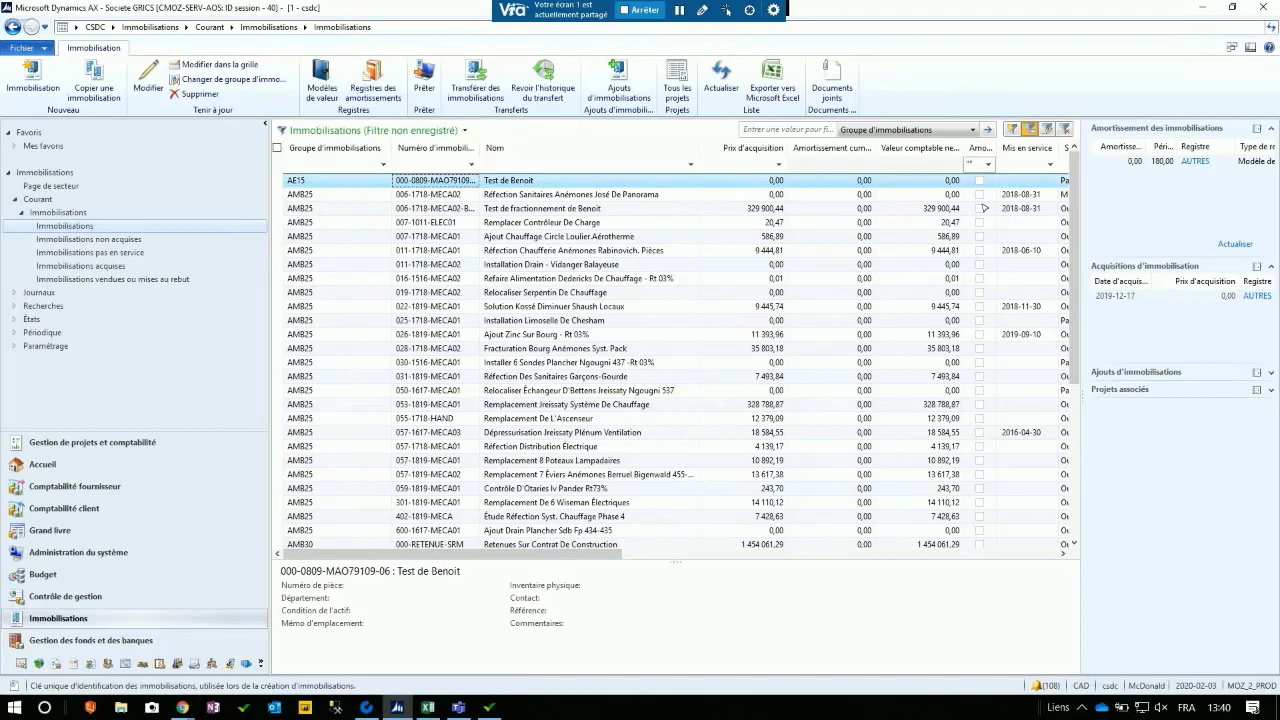 Microsoft Dynamics AX - Societe GRICS [CMOZ-SERV-AOS: ID session - 40] - [1 - csdc]
Votre écran 1 est actuellement partagé
Arrêter
CSDC Immobilisations Courant Immobilisations Immobilisations
Fichier Immobilisation
Immobilisation
Copier une immobilisation
Nouveau
Modifier
Modifier dans la grille
Changer de groupe d'immo...
Supprimer
Tenir à jour
Modèles de valeur
Registres des amortissements
Registres
Prêter
Prêter
Transférer des immobilisations
Revoir l'historique du transfert
Transferts
Ajouts d'immobilisations
Ajouts d'immobili...
Tous les projets
Projets
Actualiser
Exporter vers Microsoft Excel
Liste
Documents joints
Documents ...
Favoris
Mes favoris
Immobilisations
Page de secteur
Courant
Immobilisations
Immobilisations
Immobilisations non acquises
Immobilisations pas en service
Immobilisations acquises
Immobilisations vendues ou mises au rebut
Journaux
Recherches
États
Périodique
Paramétrage
Gestion de projets et comptabilité
Accueil
Comptabilité fournisseur
Comptabilité client
Grand livre
Administration du système
Budget
Contrôle de gestion
Immobilisations
Gestion des fonds et des banques
Immobilisations (Filtre non enregistré)
Entrer une valeur pour fi... Groupe d'immobilisations
Groupe d'immobilisations Numéro d'immobili... Nom Prix d'acquisition Amortissement cum... Valeur comptable ne... Amo... Mis en service S
""
AE15 000-0809-MAO79109... Test de Benoit 0,00 0,00 0,00 Pa
AMB25 006-1718-MECA02 Réfection Sanitaires Anémones José De Panorama 0,00 0,00 0,00 2018-08-31 M
AMB25 006-1718-MECA02-B... Test de fractionnement de Benoit 329 900,44 0,00 329 900,44 2018-08-31 Ou
AMB25 007-1011-ELEC01 Remplacer Contrôleur De Charge 20,47 0,00 20,47 Ou
AMB25 007-1718-MECA01 Ajout Chauffage Circle Loulier.Aérotherme 586,89 0,00 586,89 Ou
AMB25 011-1718-MECA01 Réfection Chaufferie Anémones Rabinovich. Pièces 9 444,81 0,00 9 444,81 2018-06-10 Ou
AMB25 011-1718-MECA02 Installation Drain - Vidanger Balayeuse 0,00 0,00 0,00 Ou
AMB25 016-1516-MECA02 Refaire Alimentation Dedericks De Chauffage - Rt 03% 0,01 0,00 0,01 Ou
AMB25 019-1718-MECA02 Relocaliser Serpentin De Chauffage 0,00 0,00 0,00 Ou
AMB25 022-1819-MECA01 Solution Kossé Diminuer Shaush Locaux 9 445,74 0,00 9 445,74 2018-11-30 Ou
AMB25 025-1718-MECA01 Installation Limoselle De Chesham 0,00 0,00 0,00 Pa
AMB25 026-1819-MECA01 Ajout Zinc Sur Bourg - Rt 03% 11 393,96 0,00 11 393,96 2019-09-10 Ou
AMB25 028-1718-MECA02 Fracturation Bourg Anémones Syst. Pack 35 803,18 0,00 35 803,18 Ou
AMB25 030-1516-MECA01 Installer 6 Sondes Plancher Ngougni 437 -Rt 03% 0,00 0,00 0,00 Ou
AMB25 030-1718-MECA01 Réfection Des Sanitaires Garçons-Gourde 7 493,84 0,00 7 493,84 Ou
AMB25 050-1617-MECA01 Relocaliser Échangeur D'Bettens Jreissaty Ngougni 537 0,00 0,00 0,00 Ou
AMB25 053-1819-MECA01 Remplacement Jreissaty Système De Chauffage 328 788,87 0,00 328 788,87 Ou
AMB25 055-1718-HAND Remplacement De L'Ascenseur 12 379,09 0,00 12 379,09 Ou
AMB25 057-1617-MECA03 Dépressurisation Jreissaty Plénum Ventilation 18 584,55 0,00 18 584,55 2016-04-30 Ou
AMB25 057-1718-MECA01 Réfection Distribution Électrique 4 139,17 0,00 4 139,17 Ou
AMB25 057-1819-MECA01 Remplacement 8 Poteaux Lampadaires 10 892,19 0,00 10 892,19 Ou
AMB25 057-1819-MECA02 Remplacement 7 Éviers Anémones Berruel Bigenwald 455-... 13 617,38 0,00 13 617,38 Ou
AMB25 059-1819-MECA01 Contrôle D'Otaries Iv Pander Rt73% 243,70 0,00 243,70 Ou
AMB25 301-1819-MECA01 Remplacement De 6 Wiseman Électriques 14 110,12 0,00 14 110,12 Ou
AMB25 402-1819-MECA Étude Réfection Syst. Chauffage Phase 4 7 428,63 0,00 7 428,63 Ou
AMB25 600-1617-MECA01 Ajout Drain Plancher Sdb Fp 434-435 0,00 0,00 0,00 Ou
AMB30 000-RETENUE-SRM Retenues Sur Contrat De Construction 1 454 061,29 0,00 1 454 061,29 Ou
000-0809-MAO79109-06 : Test de Benoit
Numéro de pièce: Inventaire physique:
Département: Contact:
Condition de l'actif: Référence:
Mémo d'emplacement: Commentaires:
Amortissement des immobilisations
Amortisse... Péri... Registre Type de re
0,00 180,00 AUTRES Modèle de
Actualiser
Acquisitions d'immobilisation
Date d'acquis... Prix d'acquisition Registre
2019-12-17 0,00 AUTRES
Ajouts d'immobilisations
Projets associés
Clé unique d'identification des immobilisations, utilisée lors de la création d'immobilisations.
(108) CAD csdc McDonald 2020-02-03 MOZ_2_PROD
Liens FR 13:40